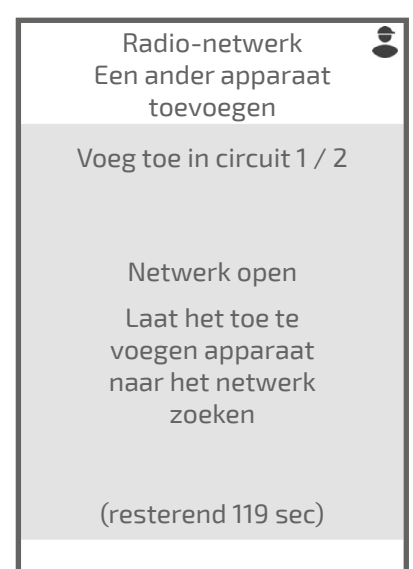 Radio-netwerk
Een ander apparaat
toevoegen
Voeg toe in circuit 1 / 2
Netwerk open
Laat het toe te
voegen apparaat
naar het netwerk
zoeken
(resterend 119 sec)